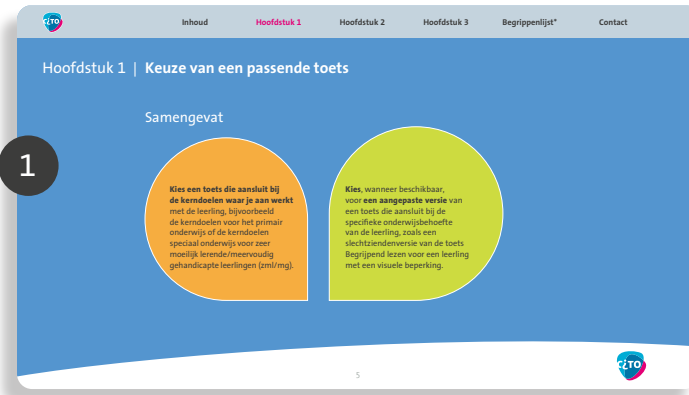 cito
Inhoud
Hoofdstuk 1
Hoofdstuk 2
Hoofdstuk 3
Begrippenlijst*
Contact
Hoofdstuk 1 | Keuze van een passende toets
Samengevat
1
Kies een toets die aansluit bij
de kerndoelen waar je aan werkt
met de leerling, bijvoorbeeld
de kerndoelen voor het primair
onderwijs of de kerndoelen
speciaal onderwijs voor zeer
moeilijk lerende/meervoudig
gehandicapte leerlingen (zml/mg).
Kies, wanneer beschikbaar,
voor een aangepaste versie van
een toets die aansluit bij de
specifieke onderwijsbehoefte
van de leerling, zoals een
slechtziendenversie van de toets
Begrijpend lezen voor een leerling
met een visuele beperking.
5
cito